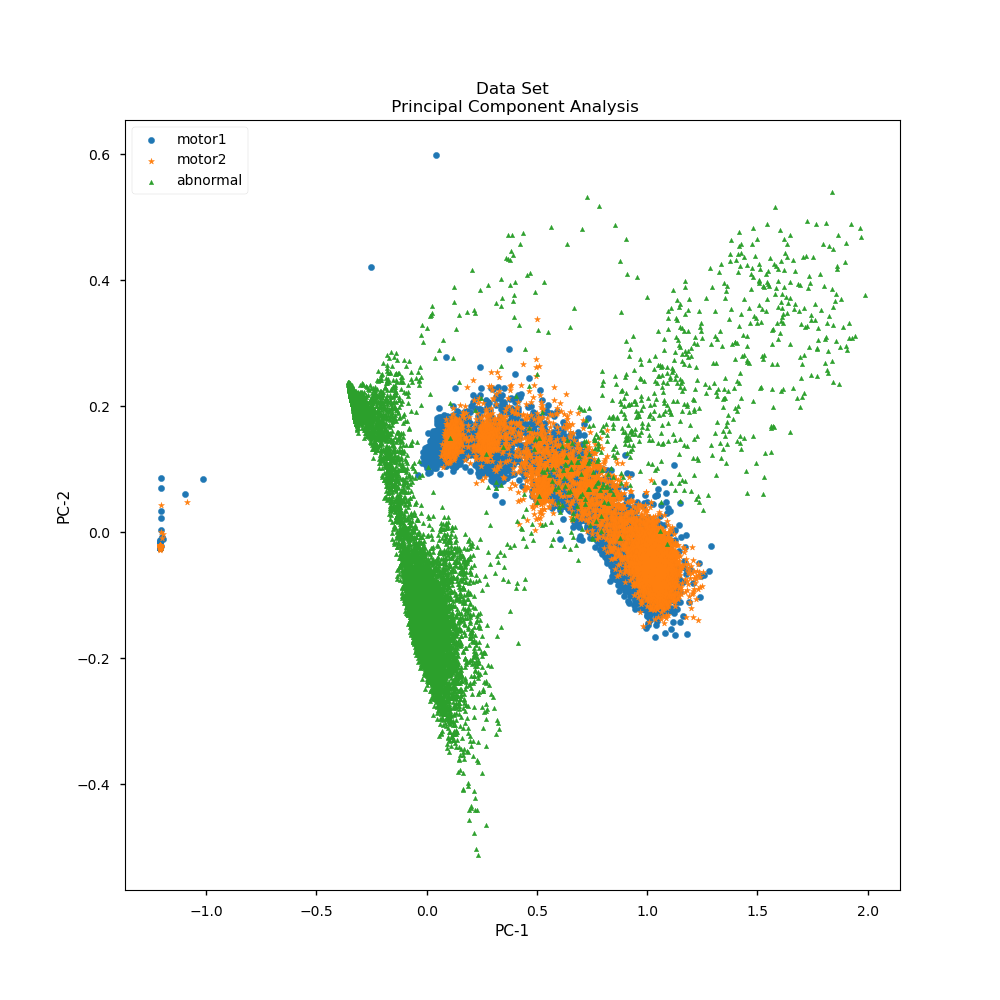 Data Set
Principal Component Analysis
motor1
motor2
abnormal
0.6
0.4
0.2
0.0
−0.2
−0.4
PC-2
−1.0
−0.5
0.0
0.5
1.0
1.5
2.0
PC-1